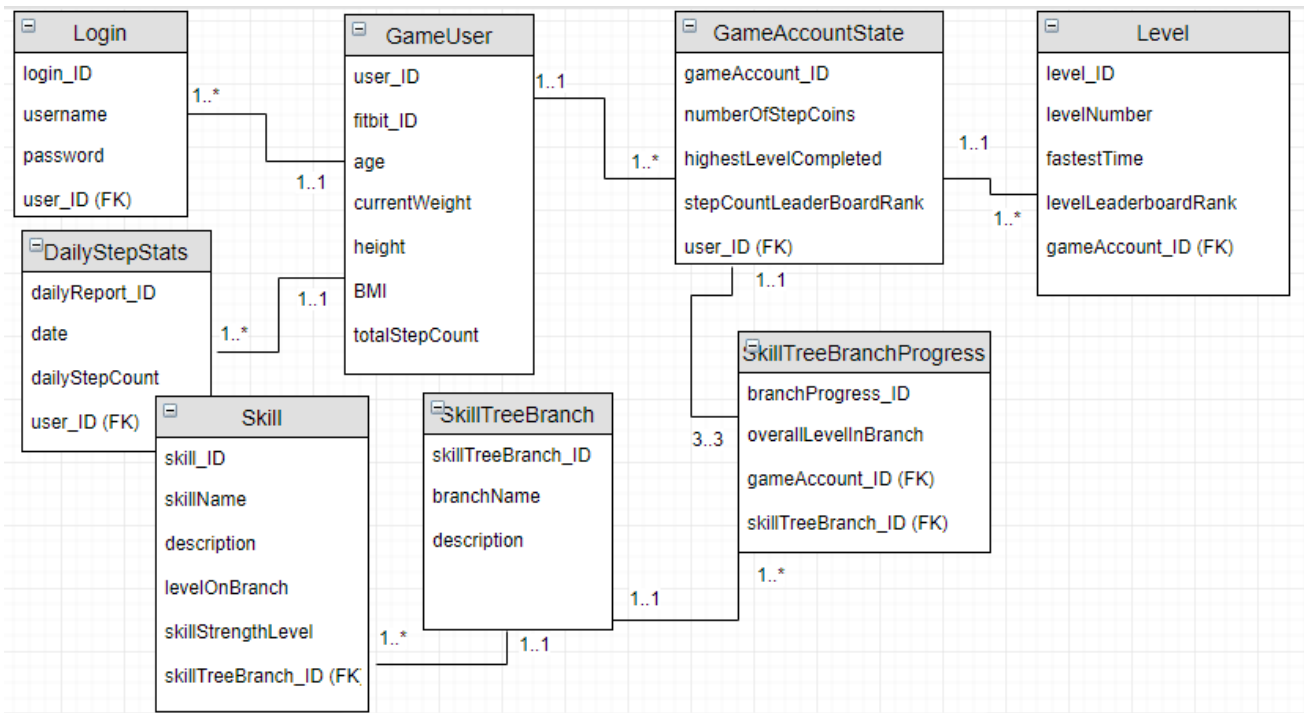 Login
login_ID
username
password
user_ID (FK)
1..*
1..1
GameUser
user_ID
fitbit_ID
age
currentWeight
height
BMI
totalStepCount
1..1
1..*
GameAccountState
gameAccount_ID
numberOfStepCoins
highestLevelCompleted
stepCountLeaderBoardRank
user_ID (FK)
1..1
1..*
Level
level_ID
levelNumber
fastestTime
levelLeaderboardRank
gameAccount_ID (FK)
DailyStepStats
dailyReport_ID
date
dailyStepCount
user_ID (FK)
1..*
1..1
1..1
3..3
SkillTreeBranchProgress
branchProgress_ID
overallLevelInBranch
gameAccount_ID (FK)
skillTreeBranch_ID (FK)
1..*
1..1
Skill
skill_ID
skillName
description
levelOnBranch
skillStrengthLevel
skillTreeBranch_ID (FK
1..*
1..1
SkillTreeBranch
skillTreeBranch_ID
branchName
description